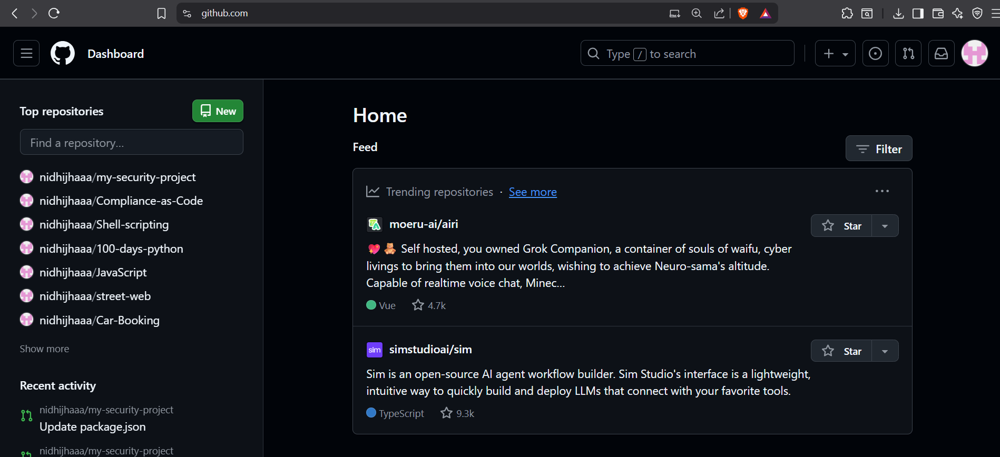 github.com
Dashboard
Type / to search
Top repositories
New
Find a repository...
nidhijhaaa/my-security-project
nidhijhaaa/Compliance-as-Code
nidhijhaaa/Shell-scripting
nidhijhaaa/100-days-python
nidhijhaaa/JavaScript
nidhijhaaa/street-web
nidhijhaaa/Car-Booking
Show more
Recent activity
nidhijhaaa/my-security-project
Update package.json
nidhijhaaa/my-security-project
Home
Feed
Filter
Trending repositories · See more
moeru-ai/airi
Star
💖 🧸 Self hosted, you owned Grok Companion, a container of souls of waifu, cyber
livings to bring them into our worlds, wishing to achieve Neuro-sama's altitude.
Capable of realtime voice chat, Minec...
Vue 4.7k
sim
simstudioai/sim
Star
Sim is an open-source AI agent workflow builder. Sim Studio's interface is a lightweight,
intuitive way to quickly build and deploy LLMs that connect with your favorite tools.
TypeScript 9.3k